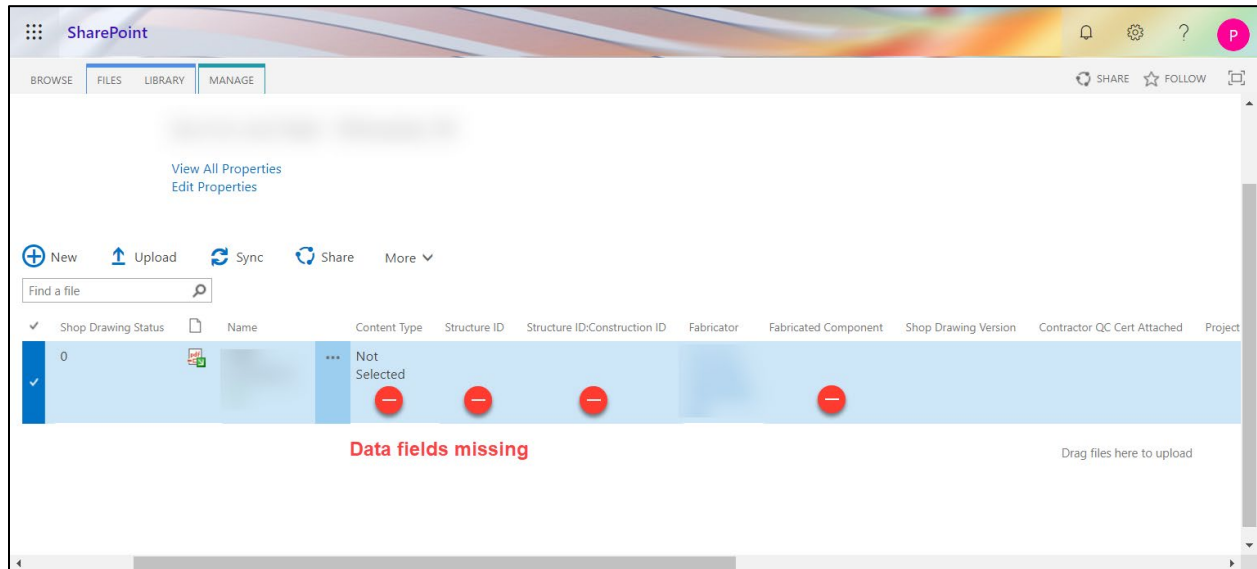 SharePoint
?
P
BROWSE FILES LIBRARY MANAGE SHARE FOLLOW
View All Properties
Edit Properties
New Upload Sync Share More
Find a file
Shop Drawing Status Name Content Type Structure ID Structure ID:Construction ID Fabricator Fabricated Component Shop Drawing Version Contractor QC Cert Attached Project
0 ... Not
Selected
Data fields missing
Drag files here to upload